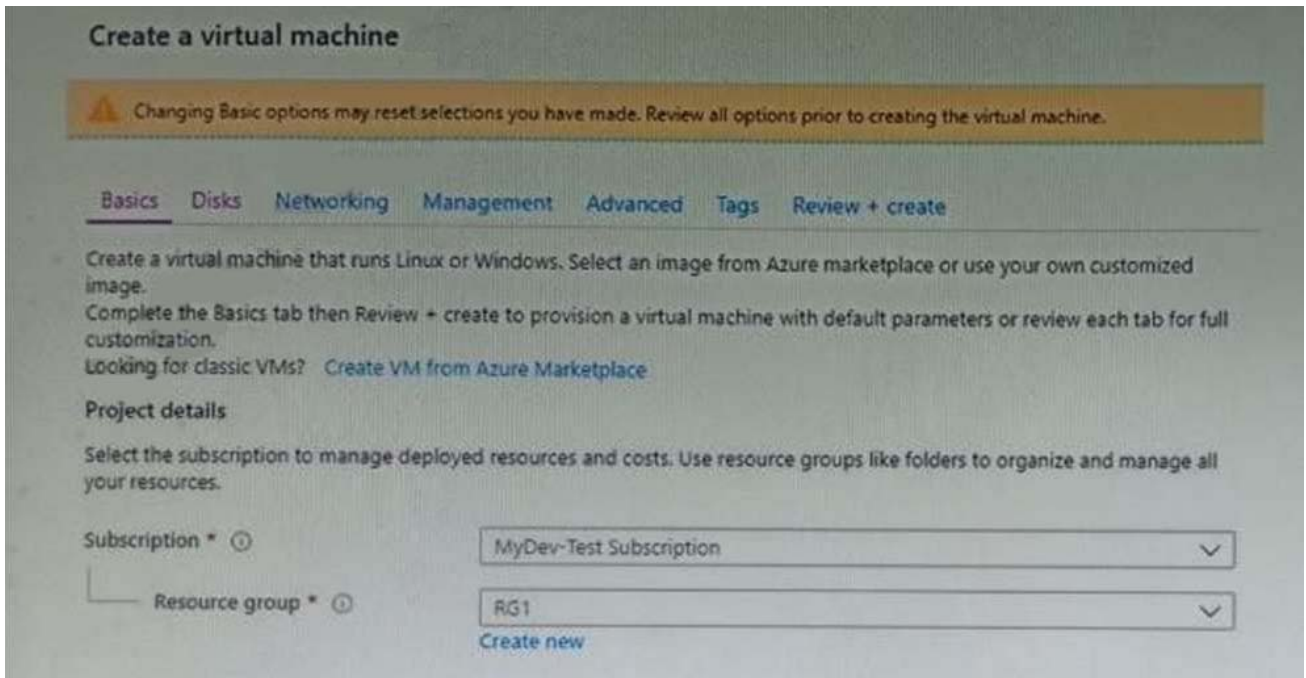 Create a virtual machine
Changing Basic options may reset selections you have made. Review all options prior to creating the virtual machine.
Basics Disks Networking Management Advanced Tags Review + create
Create a virtual machine that runs Linux or Windows. Select an image from Azure marketplace or use your own customized
image.
Complete the Basics tab then Review + create to provision a virtual machine with default parameters or review each tab for full
customization.
Looking for classic VMs? Create VM from Azure Marketplace
Project details
Select the subscription to manage deployed resources and costs. Use resource groups like folders to organize and manage all
your resources.
Subscription * MyDev-Test Subscription
Resource group * RG1
Create new